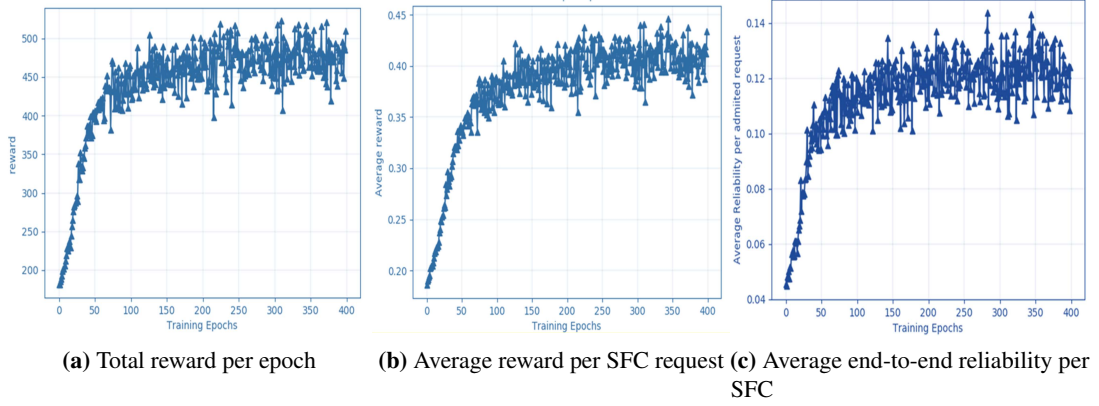 500
450
400
350
300
250
200
reward
0 50 100 150 200 250 300 350 400
Training Epochs
(a) Total reward per epoch
0.45
0.40
0.35
0.30
0.25
0.20
Average reward
0 50 100 150 200 250 300 350 400
Training Epochs
(b) Average reward per SFC request
0.14
0.12
0.10
0.08
0.06
0.04
Average Reliability per admiited request
0 50 100 150 200 250 300 350 400
Training Epochs
(c) Average end-to-end reliability per
SFC